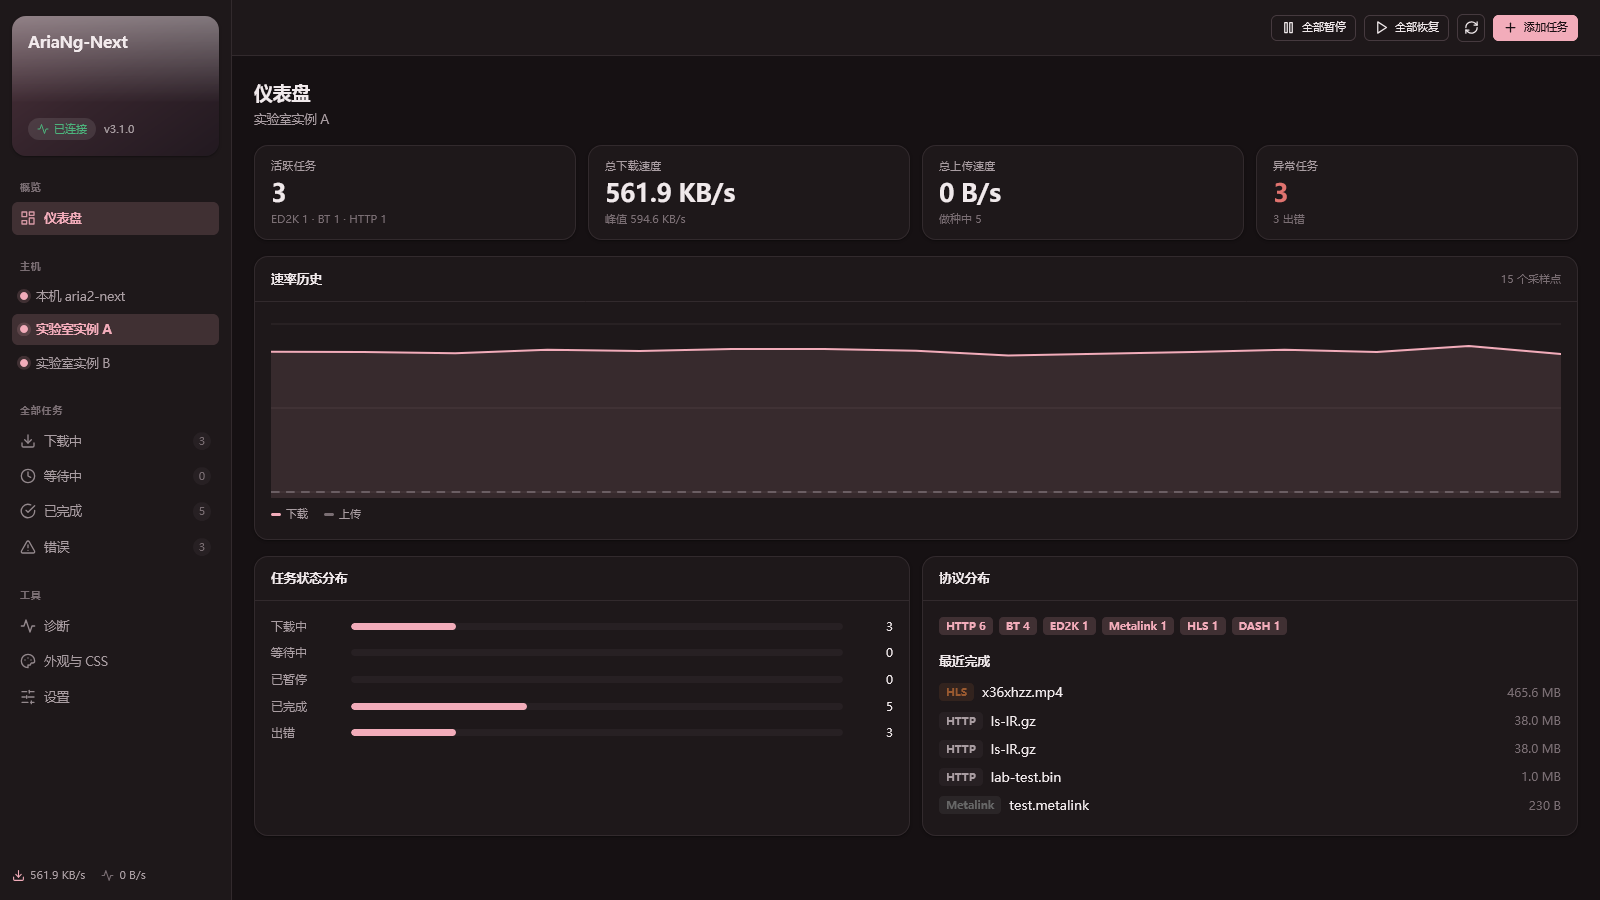 AriaNg-Next
已连接 v3.1.0
概览
仪表盘
主机
本机 aria2-next
实验室实例 A
实验室实例 B
全部任务
下载中 3
等待中 0
已完成 5
错误 3
工具
诊断
外观与 CSS
设置
561.9 KB/s 0 B/s
全部暂停 全部恢复 添加任务
仪表盘
实验室实例 A
活跃任务
3
ED2K 1 · BT 1 · HTTP 1
总下载速度
561.9 KB/s
峰值 594.6 KB/s
总上传速度
0 B/s
做种中 5
异常任务
3
3 出错
速率历史 15 个采样点
下载 上传
任务状态分布
下载中 3
等待中 0
已暂停 0
已完成 5
出错 3
协议分布
HTTP 6 BT 4 ED2K 1 Metalink 1 HLS 1 DASH 1
最近完成
HLS x36xhzz.mp4 465.6 MB
HTTP ls-lR.gz 38.0 MB
HTTP ls-lR.gz 38.0 MB
HTTP lab-test.bin 1.0 MB
Metalink test.metalink 230 B